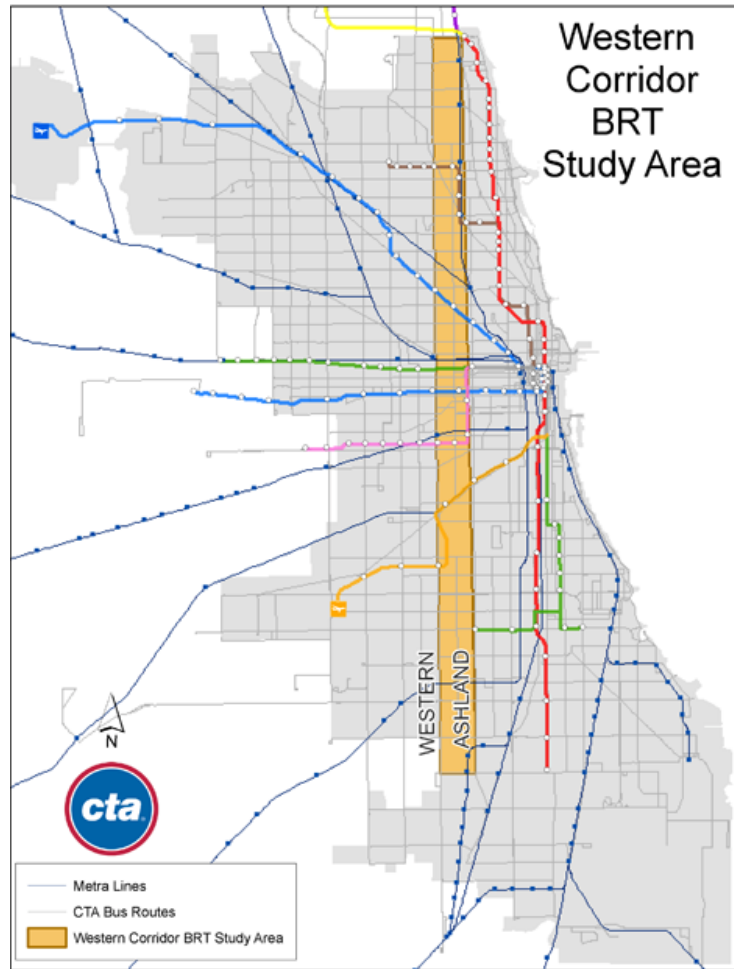 Western
Corridor
BRT
Study Area
WESTERN
ASHLAND
N
cta
Metra Lines
CTA Bus Routes
Western Corridor BRT Study Area